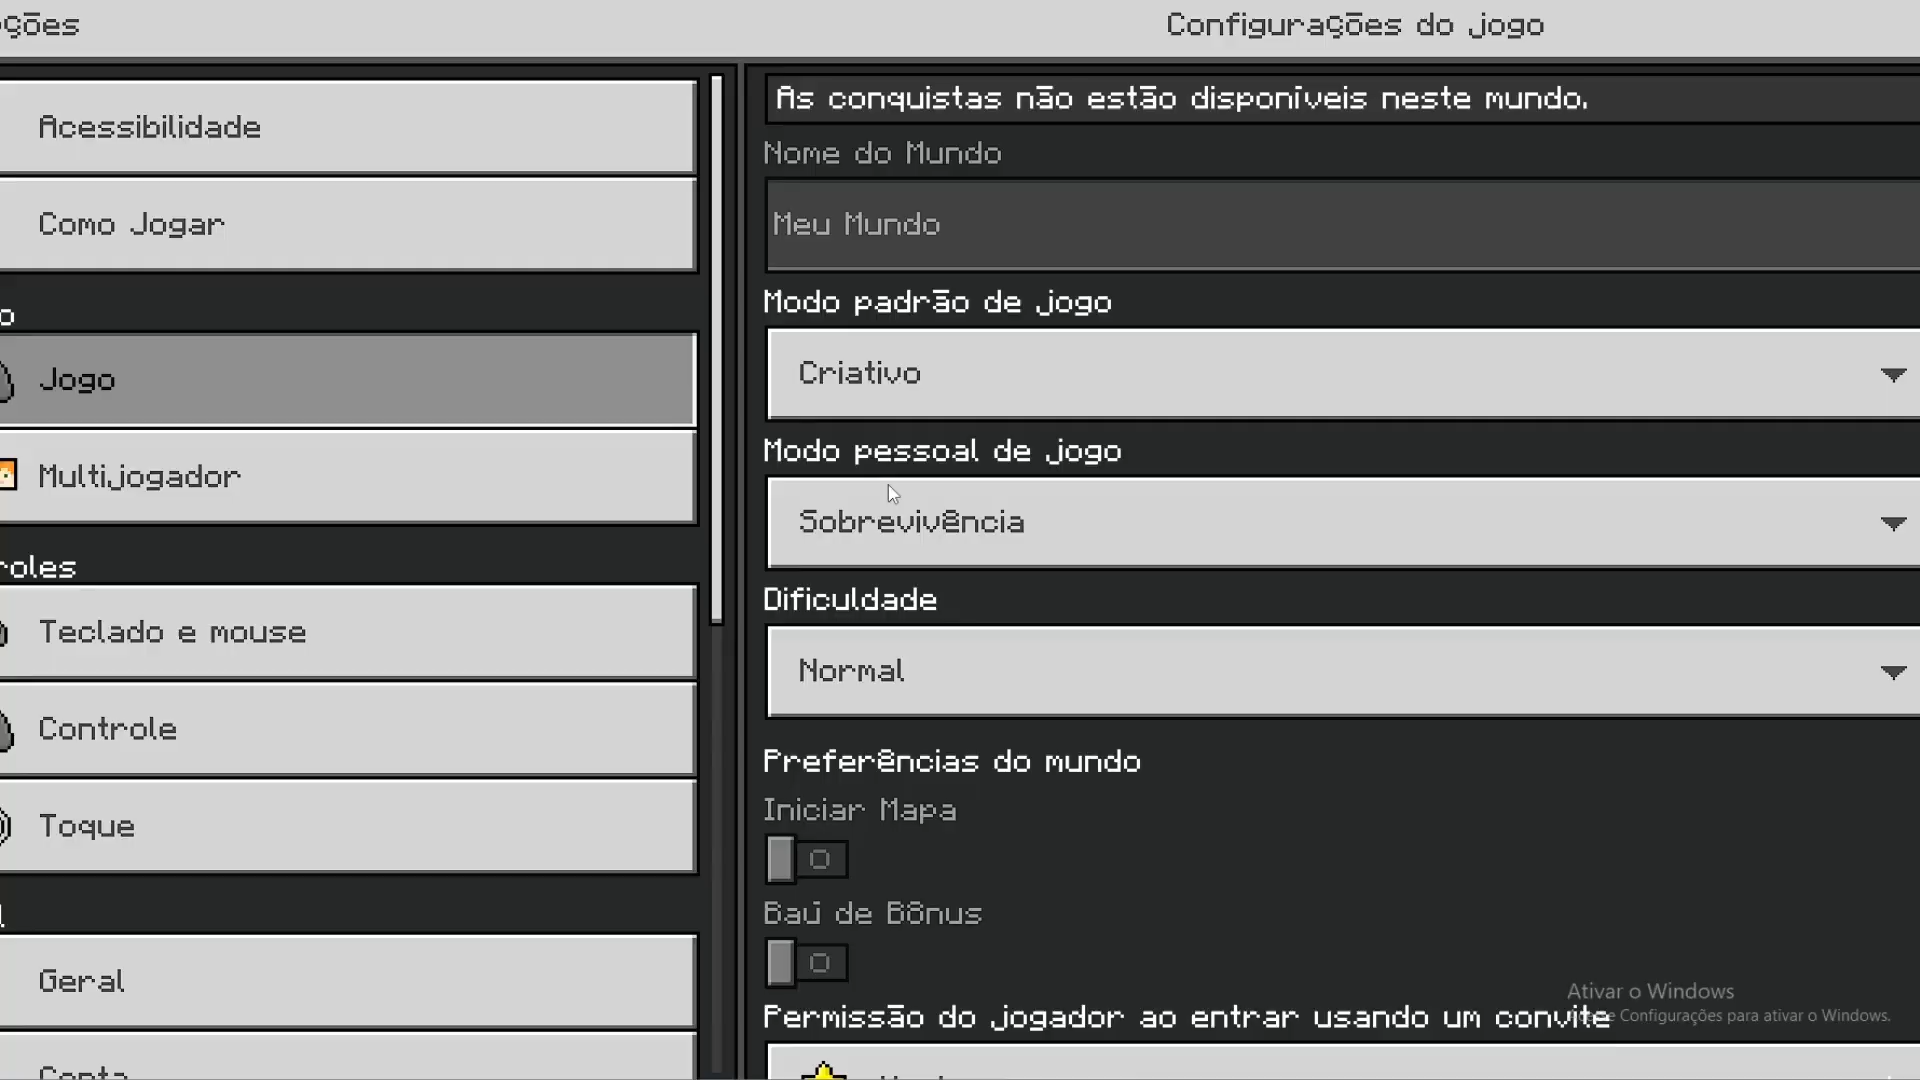 Configurações do jogo
Acessibilidade
Como Jogar
Jogo
Multijogador
Teclado e mouse
Controle
Toque
Geral
Conta
As conquistas não estão disponíveis neste mundo.
Nome do Mundo
Meu Mundo
Modo padrão de jogo
Criativo
Modo pessoal de jogo
Sobrevivência
Dificuldade
Normal
Preferências do mundo
Iniciar Mapa
Baú de Bônus
Permissão do jogador ao entrar usando um convite
Ativar o Windows
Configurações para ativar o Windows.